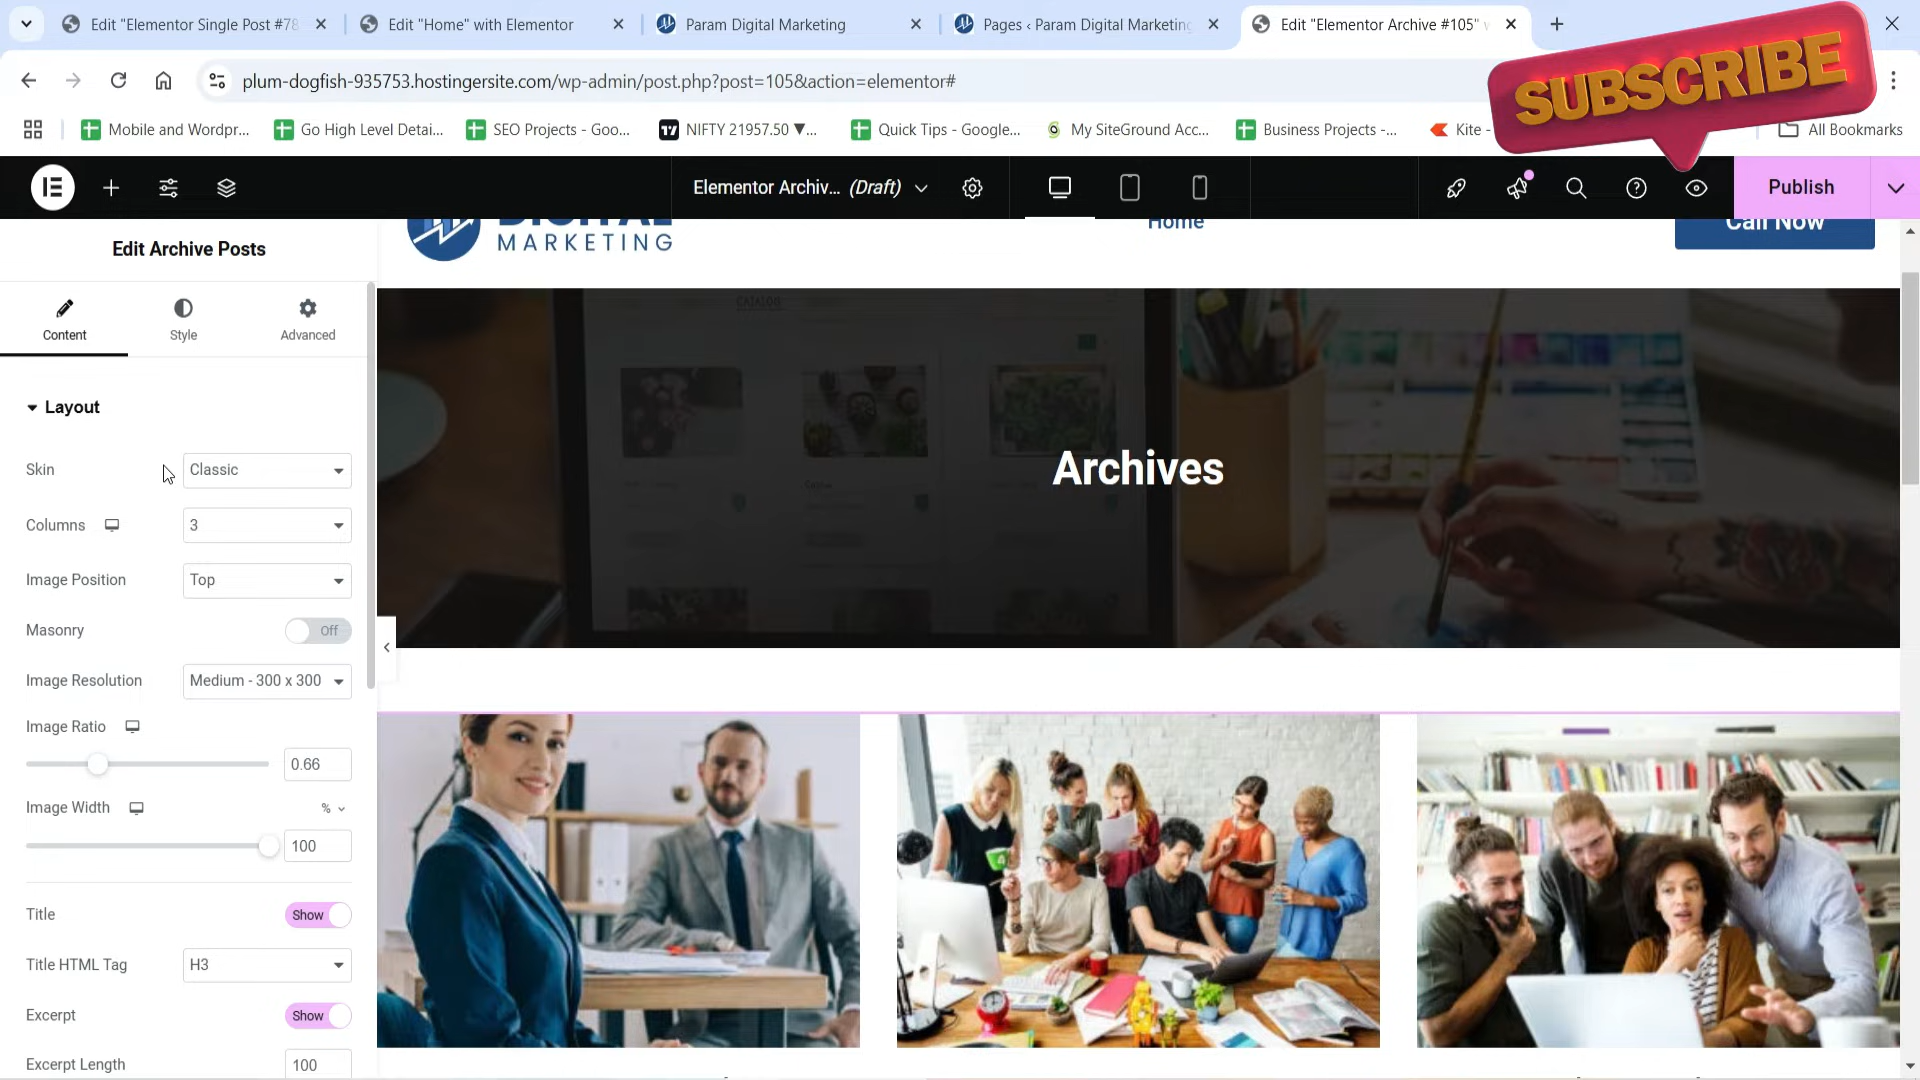 Edit "Elementor Single Post #78
Edit "Home" with Elementor
Param Digital Marketing
Pages ‹ Param Digital Marketing
Edit "Elementor Archive #105" w
plum-dogfish-935753.hostingersite.com/wp-admin/post.php?post=105&action=elementor#
SUBSCRIBE
Mobile and Wordpr...
Go High Level Detai...
SEO Projects - Goo...
NIFTY 21957.50 ▼...
Quick Tips - Google...
My SiteGround Acc...
Business Projects -...
Kite -
All Bookmarks
Elementor Archiv... (Draft)
Publish
Edit Archive Posts
DIGITAL
MARKETING
Home
Call Now
Content
Style
Advanced
CATALOG
Layout
Skin
Classic
Archives
Columns
3
Image Position
Top
Masonry
Off
Image Resolution
Medium - 300 x 300
Image Ratio
0.66
Image Width
%
100
Title
Show
Title HTML Tag
H3
Excerpt
Show
Excerpt Length
100